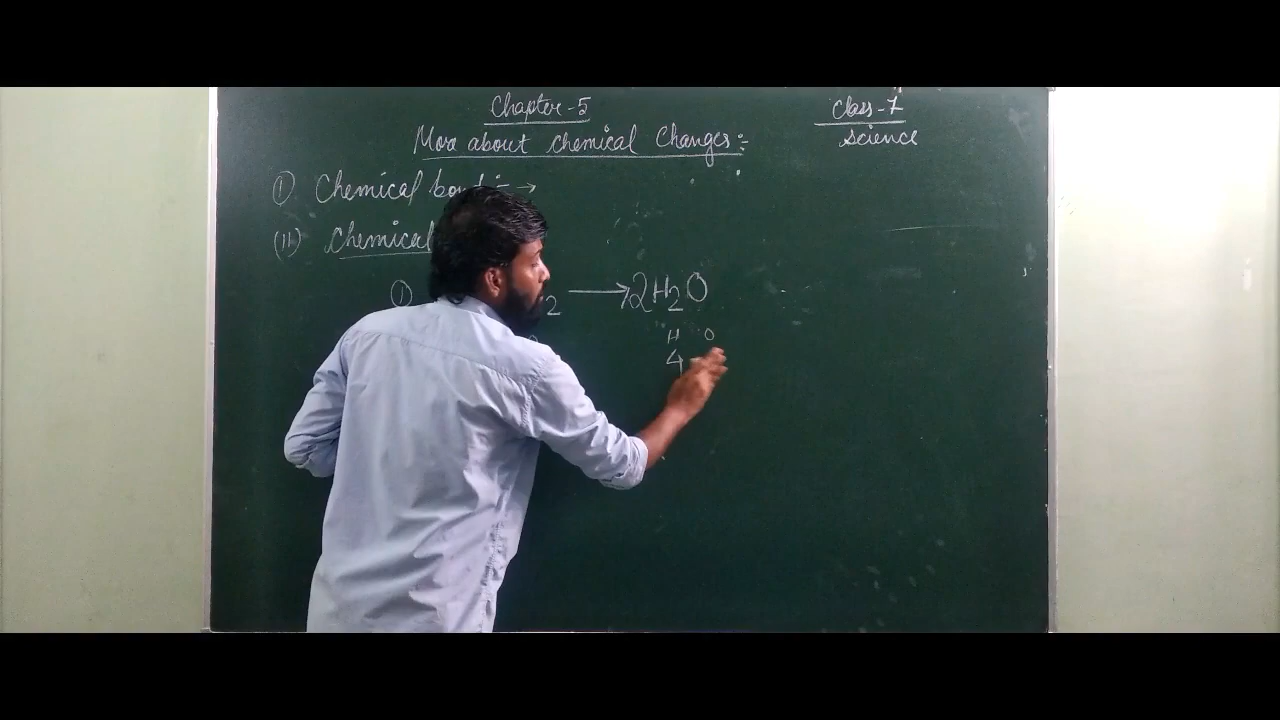 Chapter-5
Class-7
More about chemical Changes:-
Science
① Chemical bond :- →
(II) Chemical
① 2 → 2H₂O
H O
4